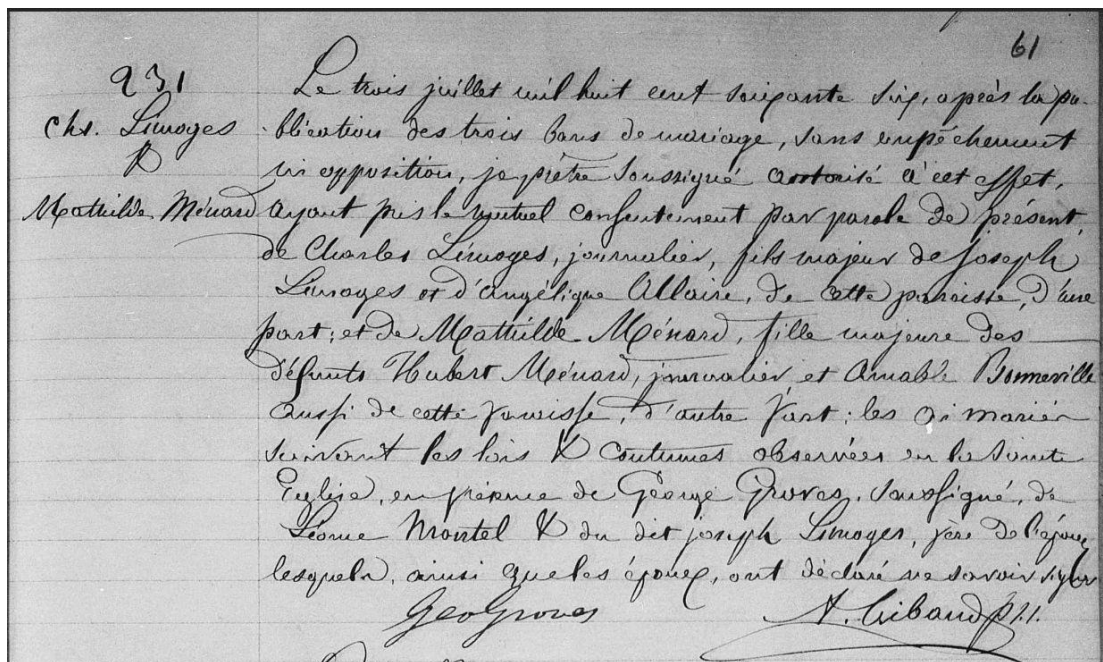 61
231
Chs. Limoges
&
Mathilde Ménard
Le trois juillet mil huit cent soixante six, après la pu-
blication des trois bans de mariage, sans empêchement
ni opposition, je prêtre soussigné autorisé à cet effet,
ayant pris le mutuel consentement par parole de présent,
de Charles Limoges, journalier, fils majeur de Joseph
Limoges et d'angélique Allaire, de cette paroisse, d'une
part; et de Mathilde Ménard, fille majeure des
défunts Hubert Ménard, journalier et Amable Bonneville
aussi de cette paroisse, d'autre part; les ai mariés
suivant les lois & coutumes observées en la Sainte
Eglise, en présence de George Groves, soussigné, de
Martel & du dit joseph Limoges, père de l'époux
lesquels, ainsi que les époux, ont déclaré ne savoir signer
Geo Groves